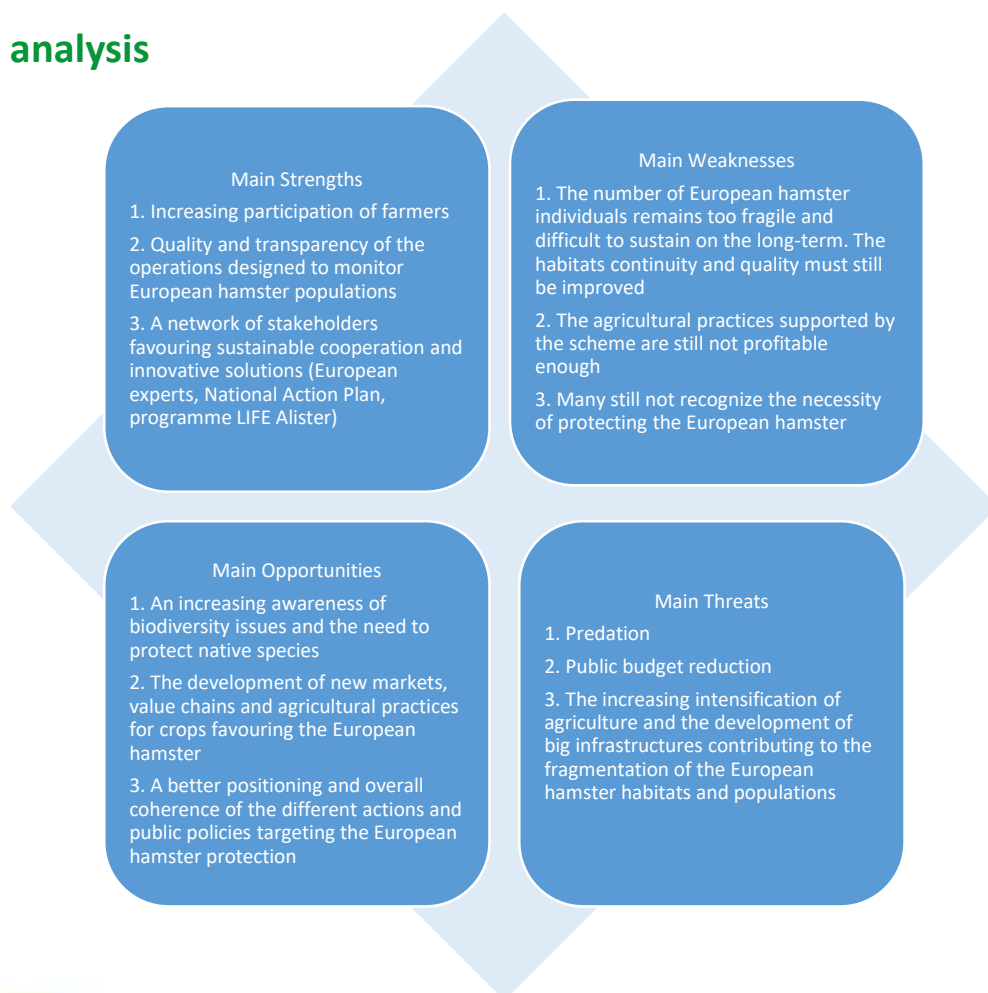 analysis
Main Strengths
1. Increasing participation of farmers
2. Quality and transparency of the
operations designed to monitor
European hamster populations
3. A network of stakeholders
favouring sustainable cooperation and
innovative solutions (European
experts, National Action Plan,
programme LIFE Alister)
Main Weaknesses
1. The number of European hamster
individuals remains too fragile and
difficult to sustain on the long-term. The
habitats continuity and quality must still
be improved
2. The agricultural practices supported by
the scheme are still not profitable
enough
3. Many still not recognize the necessity
of protecting the European hamster
Main Opportunities
1. An increasing awareness of
biodiversity issues and the need to
protect native species
2. The development of new markets,
value chains and agricultural practices
for crops favouring the European
hamster
3. A better positioning and overall
coherence of the different actions and
public policies targeting the European
hamster protection
Main Threats
1. Predation
2. Public budget reduction
3. The increasing intensification of
agriculture and the development of
big infrastructures contributing to the
fragmentation of the European
hamster habitats and populations